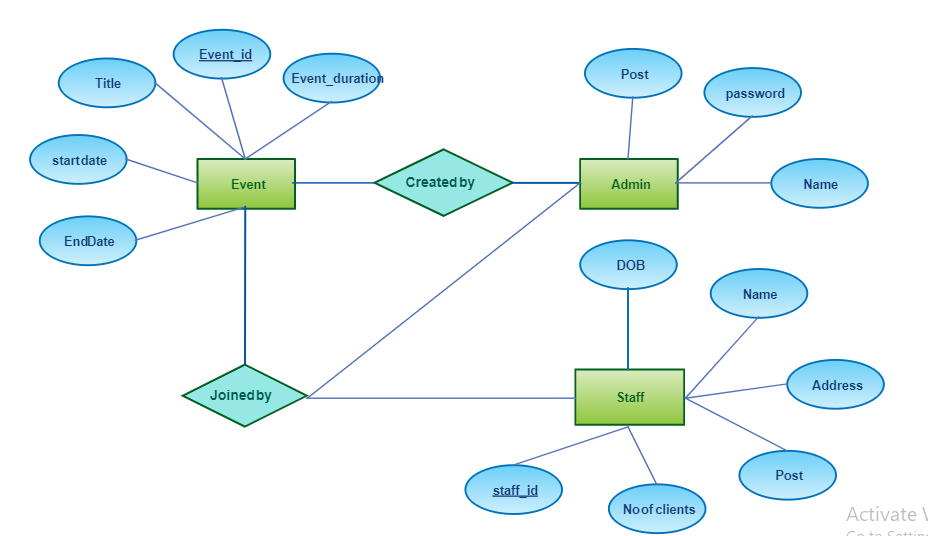 Event_id
Title
Event_duration
startdate
EndDate
Event
Created by
Post
password
Admin
Name
DOB
Name
Joined by
Staff
Address
Post
staff_id
No of clients
Activate
Go to